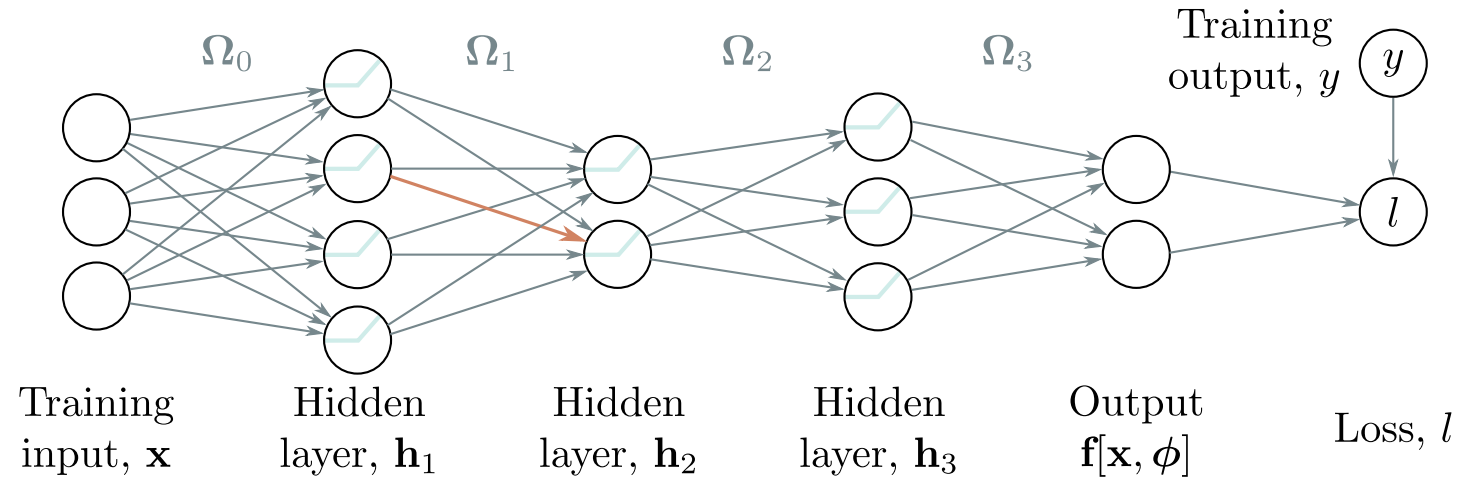 Ω₀
Ω₁
Ω₂
Ω₃
Training
output, y
y
l
Training
input, x
Hidden
layer, h₁
Hidden
layer, h₂
Hidden
layer, h₃
Output
f[x, ϕ]
Loss, l